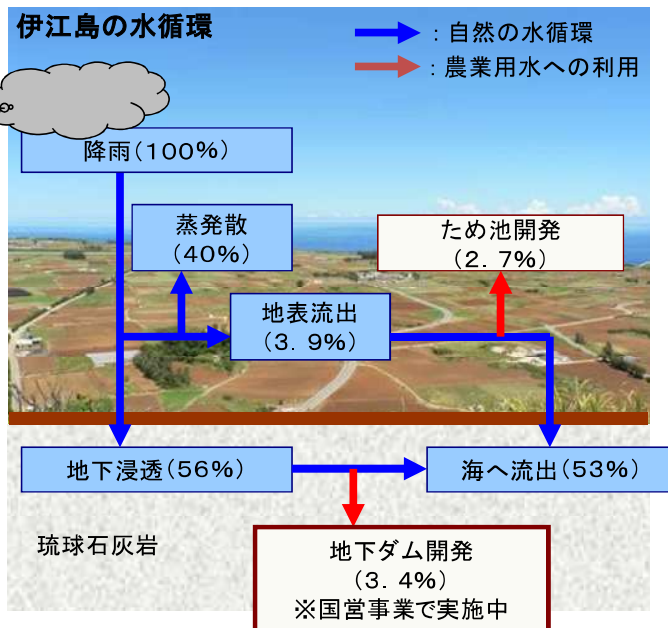 伊江島の水循環
：自然の水循環
：農業用水への利用
降雨（100％）
蒸発散
（40％）
ため池開発
（2．7％）
地表流出
（3．9％）
地下浸透（56％）
海へ流出（53％）
琉球石灰岩
地下ダム開発
（3．4％）
※国営事業で実施中